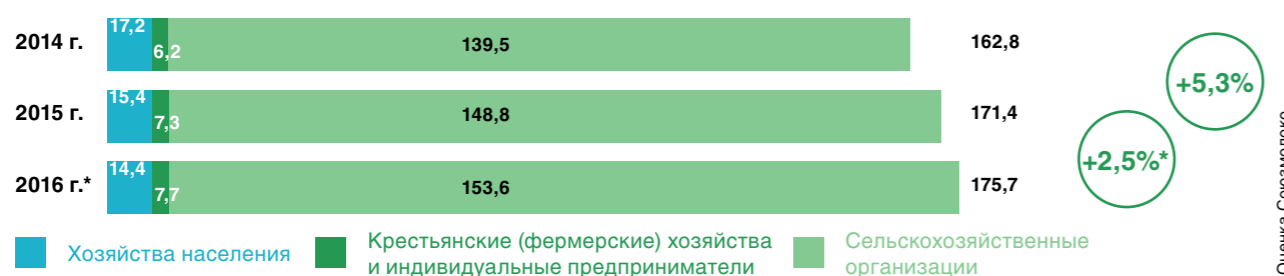 2014 г. 17,2 6,2 139,5 162,8
+5,3%
2015 г. 15,4 7,3 148,8 171,4
+2,5%*
2016 г.* 14,4 7,7 153,6 175,7
Хозяйства населения
Крестьянские (фермерские) хозяйства
и индивидуальные предприниматели
Сельскохозяйственные
организации
Оценка Союзмолоко